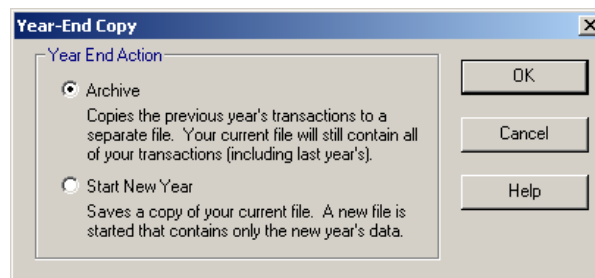 Year-End Copy
Year End Action
Archive
Copies the previous year's transactions to a
separate file. Your current file will still contain all
of your transactions (including last year's).
Start New Year
Saves a copy of your current file. A new file is
started that contains only the new year's data.
OK
Cancel
Help